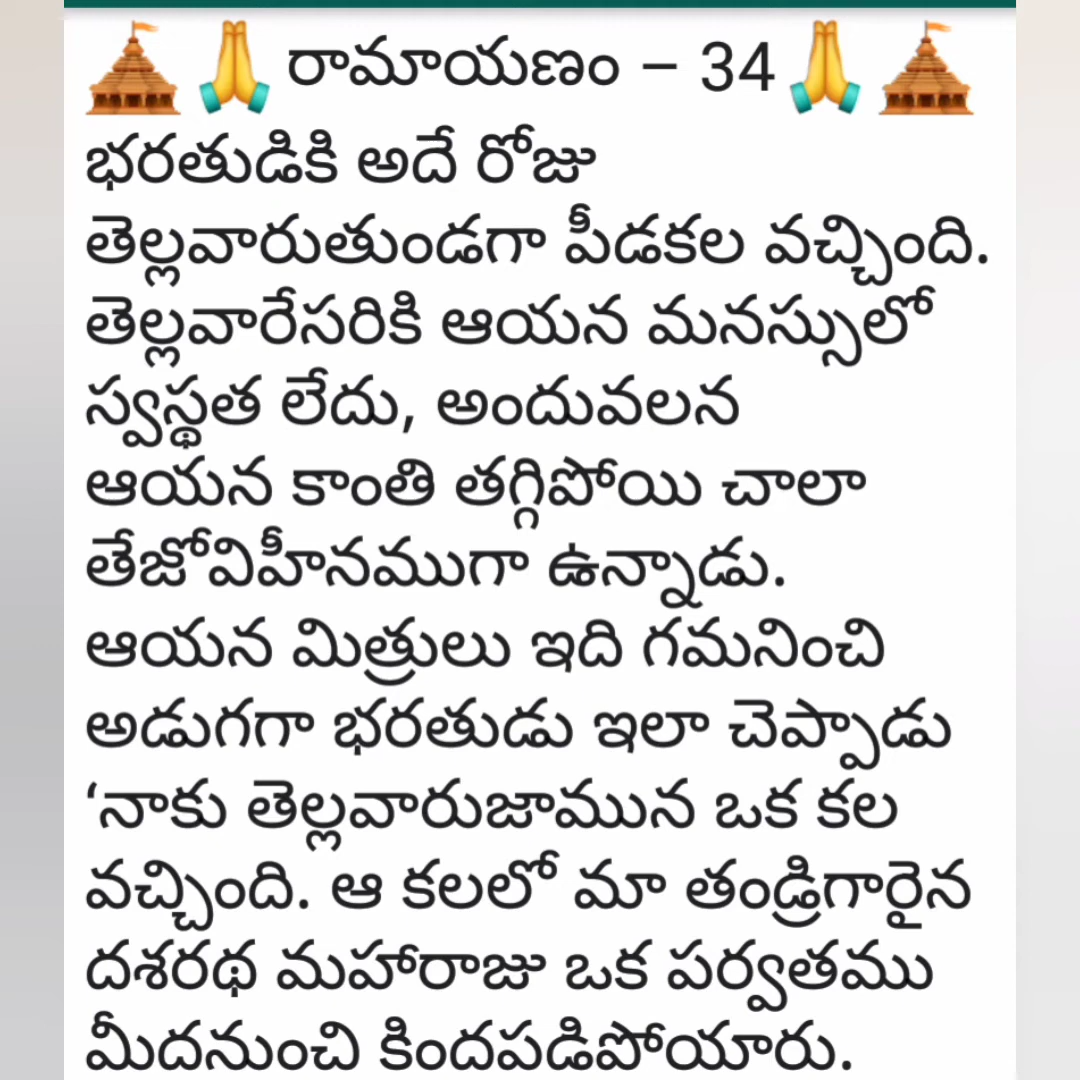 రామాయణం – 34
భరతుడికి అదే రోజు
తెల్లవారుతుండగా పీడకల వచ్చింది.
తెల్లవారేసరికి ఆయన మనస్సులో
స్వస్థత లేదు, అందువలన
ఆయన కాంతి తగ్గిపోయి చాలా
తేజోవిహీనముగా ఉన్నాడు.
ఆయన మిత్రులు ఇది గమనించి
అడుగగా భరతుడు ఇలా చెప్పాడు
‘నాకు తెల్లవారుజామున ఒక కల
వచ్చింది. ఆ కలలో మా తండ్రిగారైన
దశరథ మహారాజు ఒక పర్వతము
మీదనుంచి కిందపడిపోయారు.